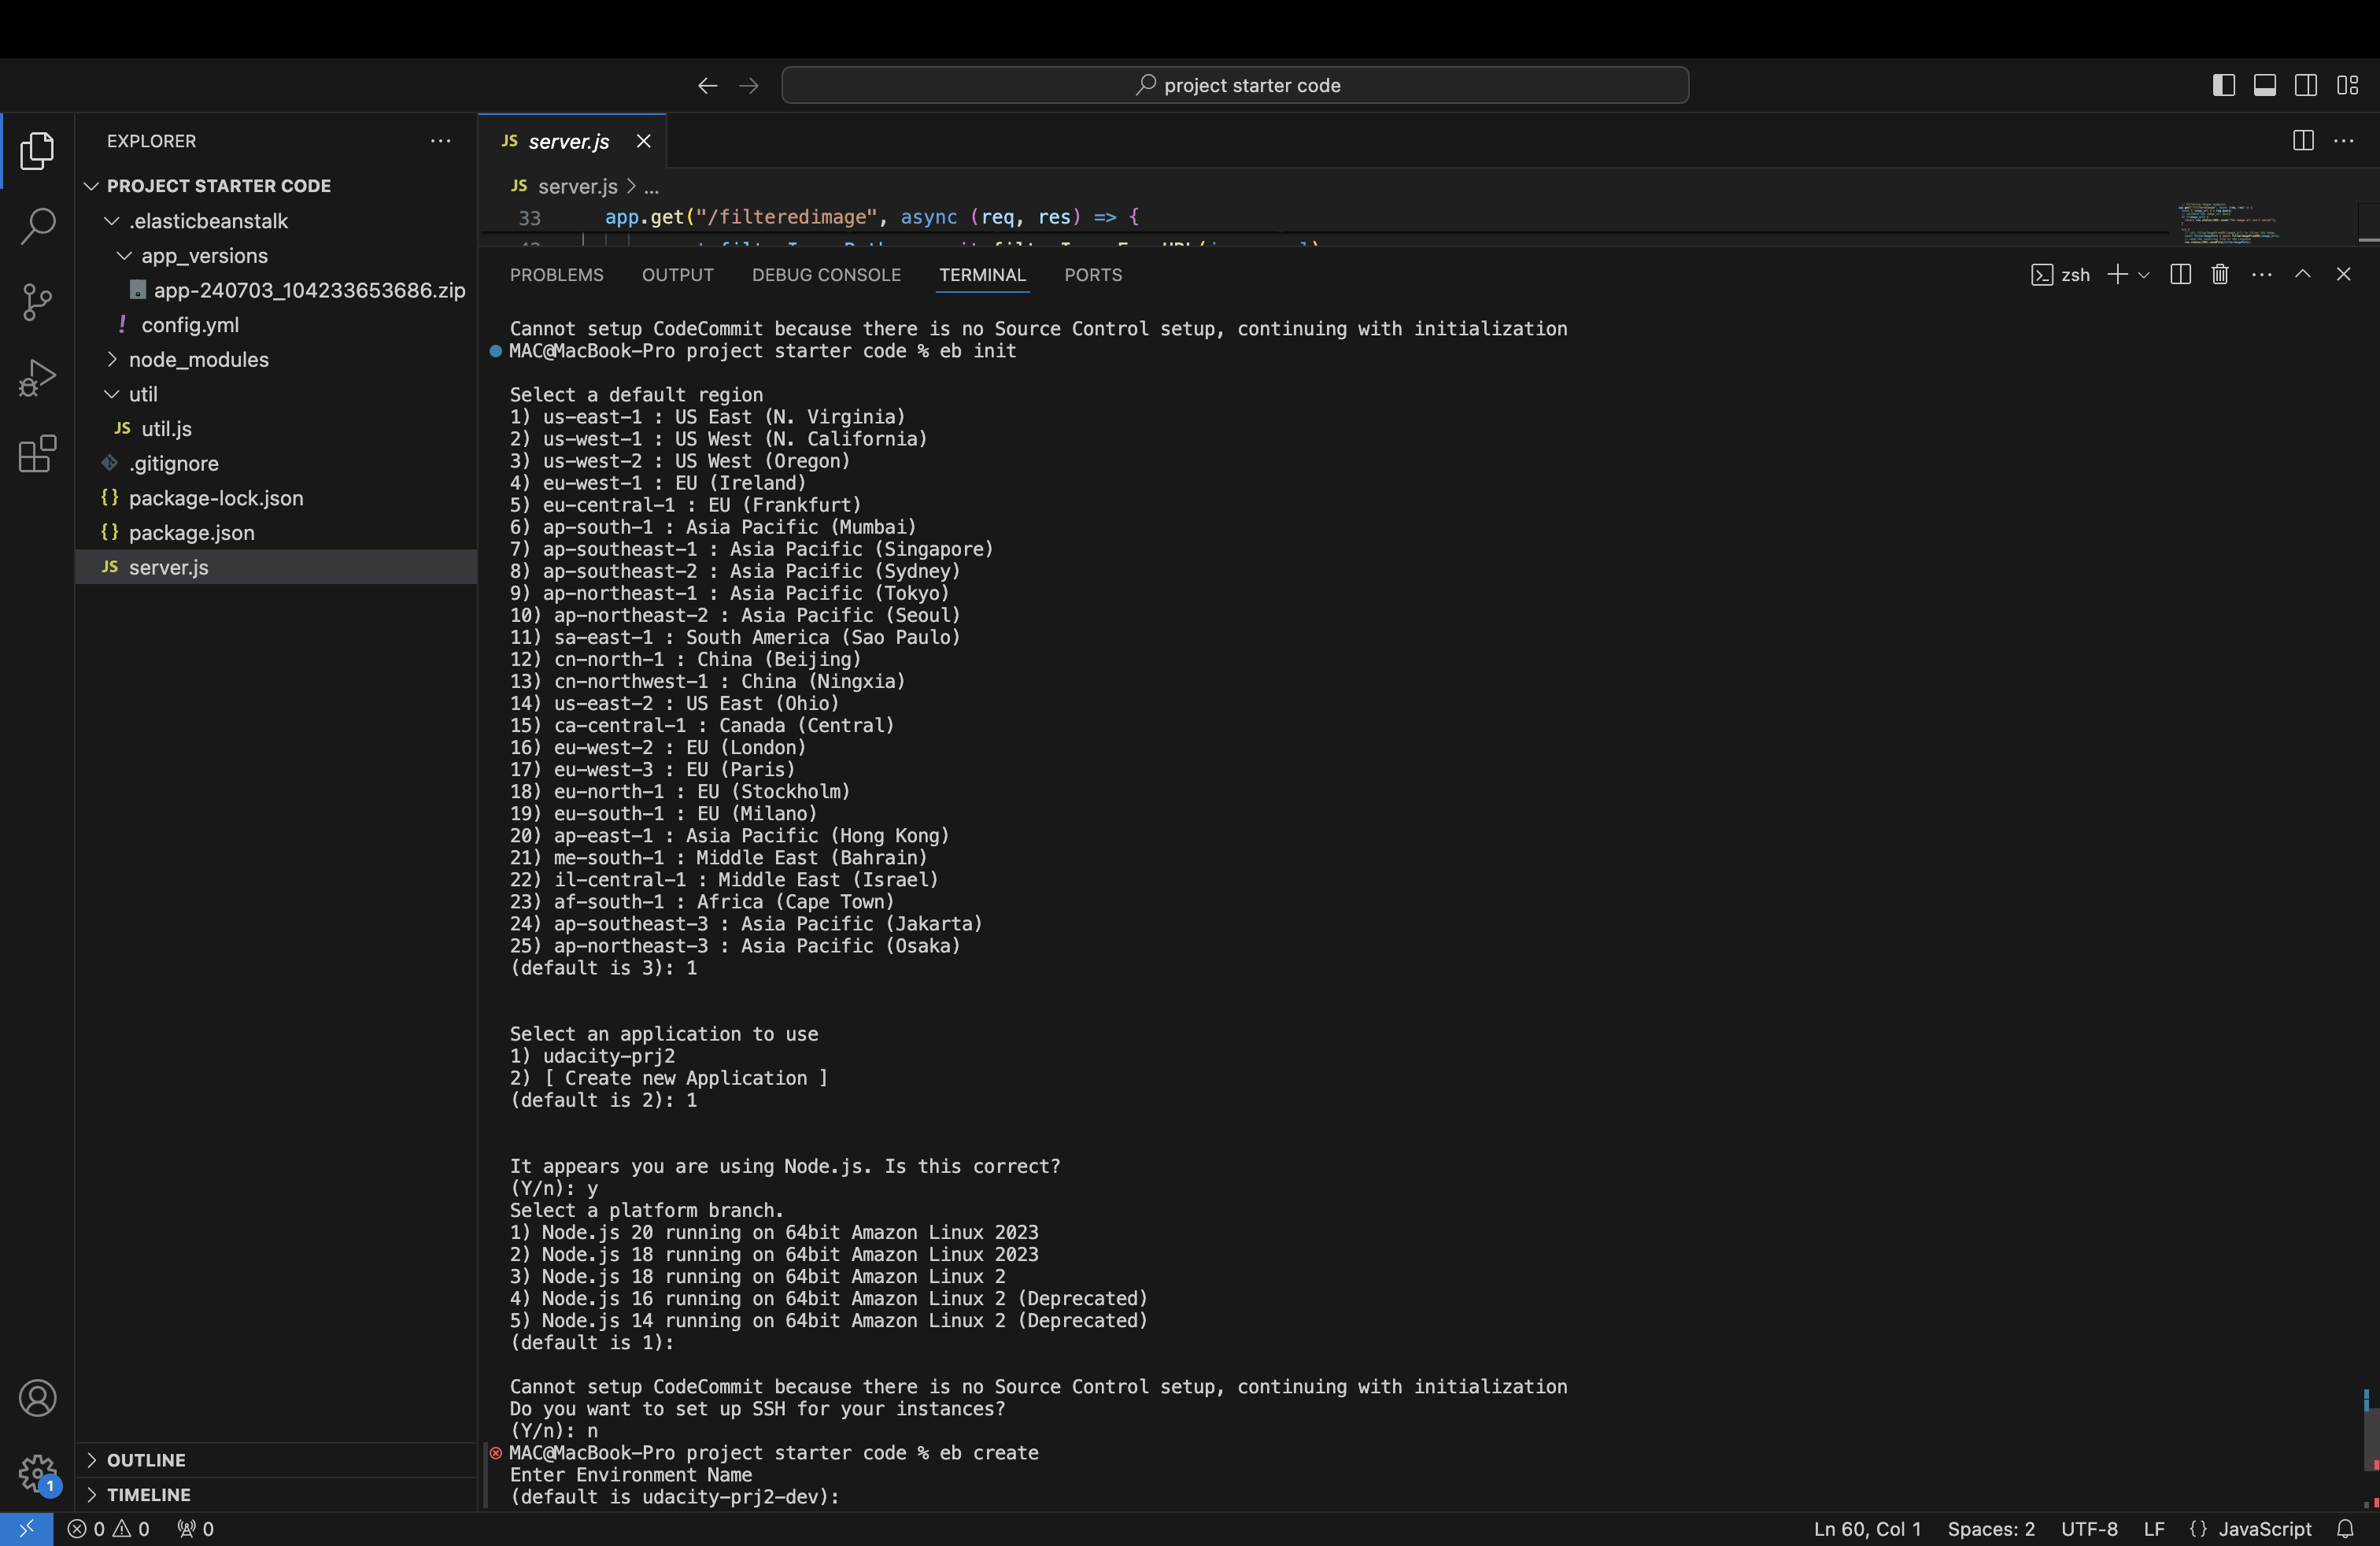 project starter code
EXPLORER
PROJECT STARTER CODE
.elasticbeanstalk
app_versions
app-240703_104233653686.zip
! config.yml
node_modules
util
JS util.js
.gitignore
{} package-lock.json
{} package.json
JS server.js
OUTLINE
TIMELINE
JS server.js
JS server.js > ...
33 app.get("/filteredimage", async (req, res) => {
PROBLEMS OUTPUT DEBUG CONSOLE TERMINAL PORTS
zsh
Cannot setup CodeCommit because there is no Source Control setup, continuing with initialization
MAC@MacBook-Pro project starter code % eb init
Select a default region
1) us-east-1 : US East (N. Virginia)
2) us-west-1 : US West (N. California)
3) us-west-2 : US West (Oregon)
4) eu-west-1 : EU (Ireland)
5) eu-central-1 : EU (Frankfurt)
6) ap-south-1 : Asia Pacific (Mumbai)
7) ap-southeast-1 : Asia Pacific (Singapore)
8) ap-southeast-2 : Asia Pacific (Sydney)
9) ap-northeast-1 : Asia Pacific (Tokyo)
10) ap-northeast-2 : Asia Pacific (Seoul)
11) sa-east-1 : South America (Sao Paulo)
12) cn-north-1 : China (Beijing)
13) cn-northwest-1 : China (Ningxia)
14) us-east-2 : US East (Ohio)
15) ca-central-1 : Canada (Central)
16) eu-west-2 : EU (London)
17) eu-west-3 : EU (Paris)
18) eu-north-1 : EU (Stockholm)
19) eu-south-1 : EU (Milano)
20) ap-east-1 : Asia Pacific (Hong Kong)
21) me-south-1 : Middle East (Bahrain)
22) il-central-1 : Middle East (Israel)
23) af-south-1 : Africa (Cape Town)
24) ap-southeast-3 : Asia Pacific (Jakarta)
25) ap-northeast-3 : Asia Pacific (Osaka)
(default is 3): 1
Select an application to use
1) udacity-prj2
2) [ Create new Application ]
(default is 2): 1
It appears you are using Node.js. Is this correct?
(Y/n): y
Select a platform branch.
1) Node.js 20 running on 64bit Amazon Linux 2023
2) Node.js 18 running on 64bit Amazon Linux 2023
3) Node.js 18 running on 64bit Amazon Linux 2
4) Node.js 16 running on 64bit Amazon Linux 2 (Deprecated)
5) Node.js 14 running on 64bit Amazon Linux 2 (Deprecated)
(default is 1):
Cannot setup CodeCommit because there is no Source Control setup, continuing with initialization
Do you want to set up SSH for your instances?
(Y/n): n
MAC@MacBook-Pro project starter code % eb create
Enter Environment Name
(default is udacity-prj2-dev):
1
0 0 0
Ln 60, Col 1 Spaces: 2 UTF-8 LF {} JavaScript